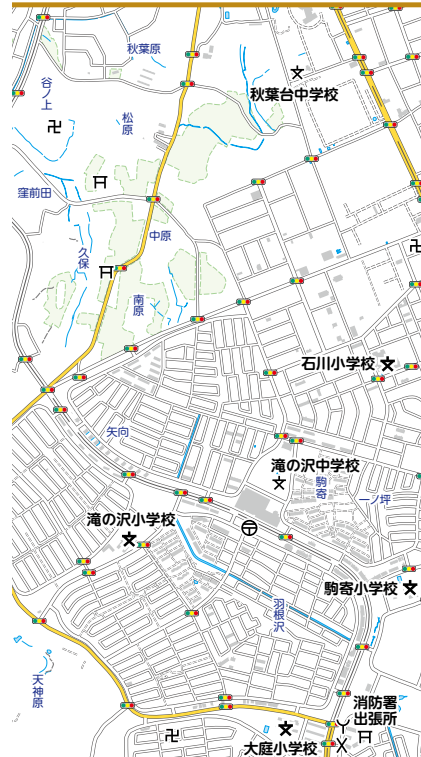 秋葉原
谷ノ上
秋葉台中学校
松原
窪前田
中原
久保
南原
石川小学校
矢向
滝の沢中学校
駒寄
一ノ坪
滝の沢小学校
駒寄小学校
羽根沢
天神原
消防署
出張所
大庭小学校